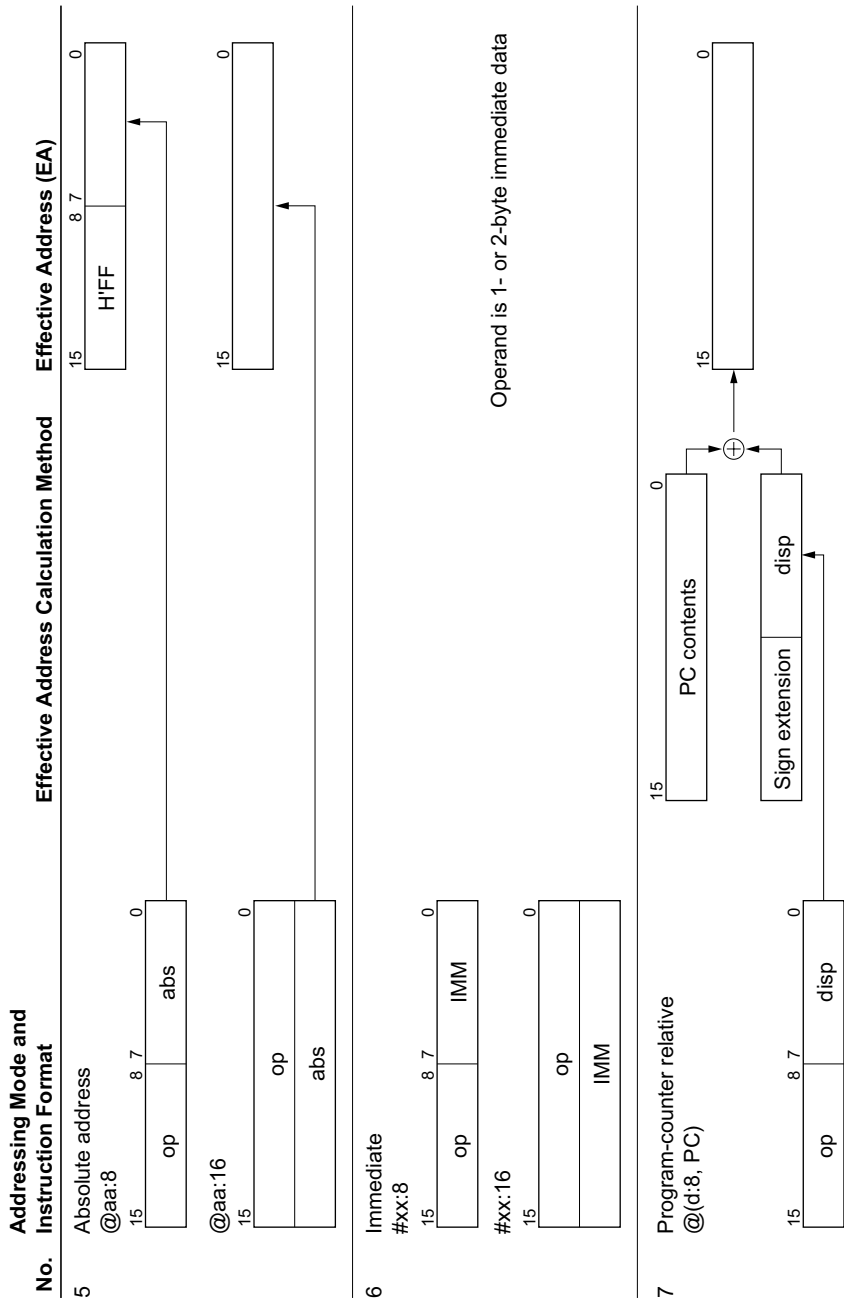 Addressing Mode and
No. Instruction Format Effective Address Calculation Method Effective Address (EA)
5 Absolute address
@aa:8
15 8 7 0 15 8 7 0
op abs H'FF
@aa:16
15 0 15 0
op
abs
6 Immediate
#xx:8
15 8 7 0
op IMM
Operand is 1- or 2-byte immediate data
#xx:16
15 0
op
IMM
7 Program-counter relative
@(d:8, PC)
15 0
PC contents
15 0
Sign extension disp
15 8 7 0
op disp